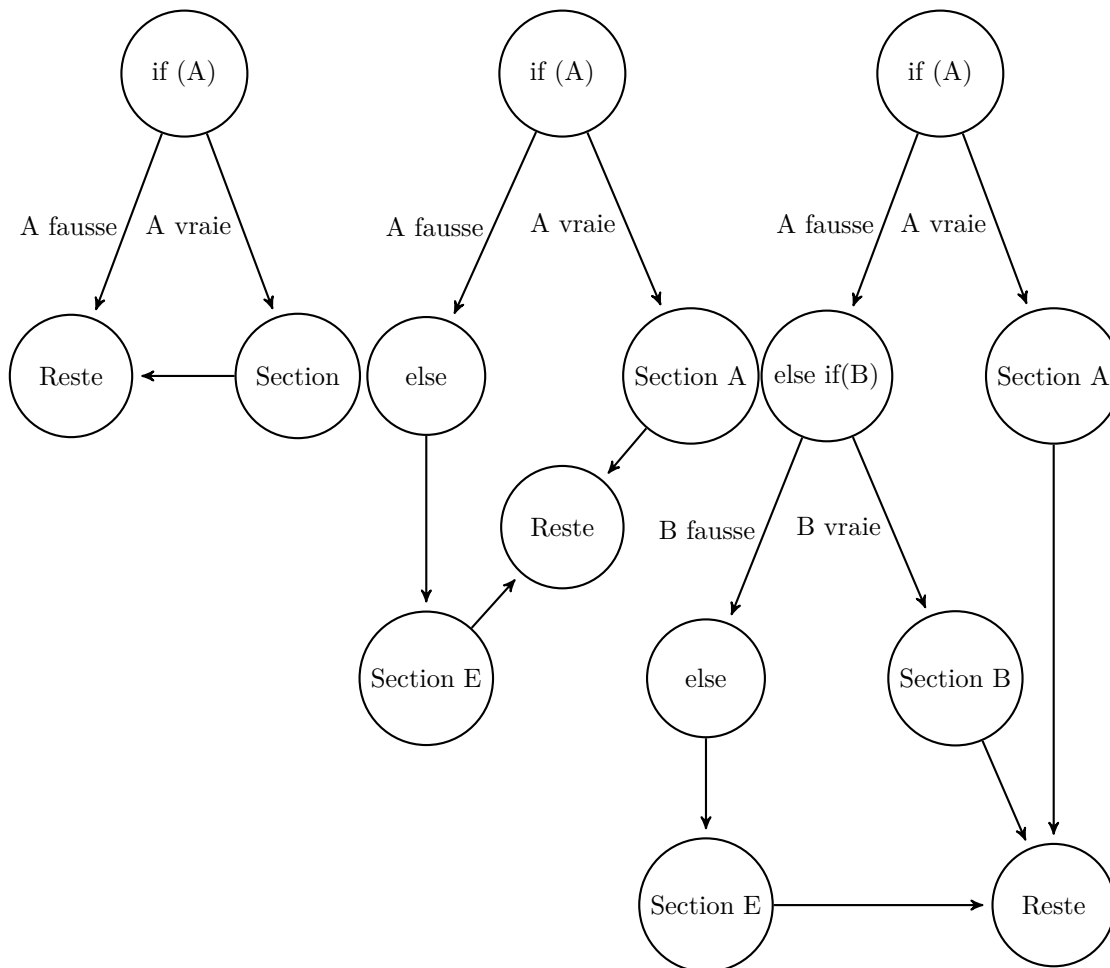 if (A)
if (A)
if (A)
A fausse
A vraie
A fausse
A vraie
A fausse
A vraie
Reste
Section
else
Section A
else if(B)
Section A
Reste
B fausse
B vraie
Section E
else
Section B
Section E
Reste